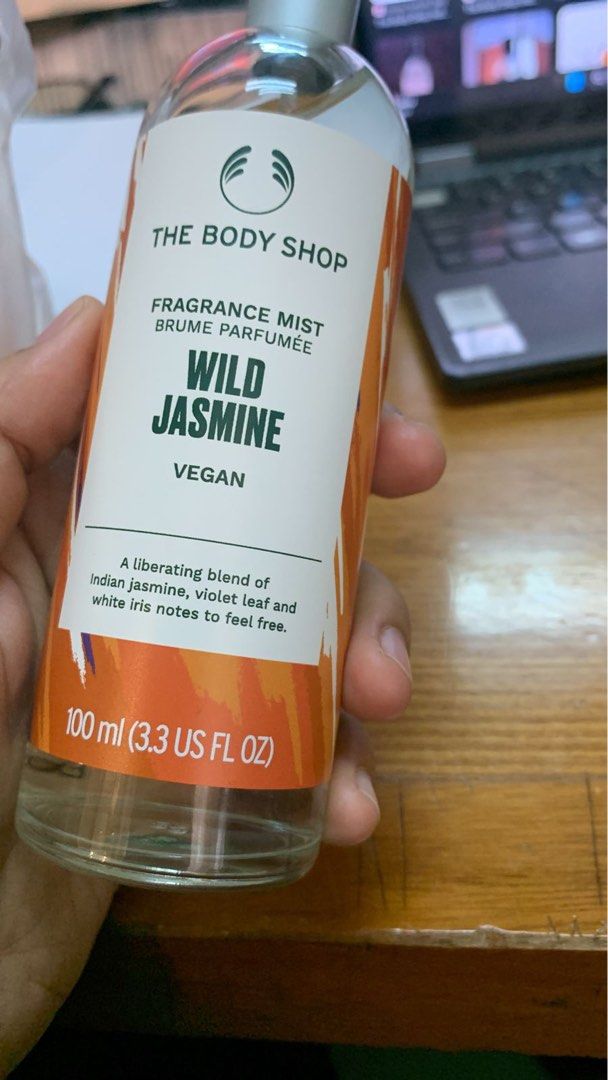 THE BODY SHOP
FRAGRANCE MIST
BRUME PARFUMÉE
WILD
JASMINE
VEGAN
A liberating blend of
Indian jasmine, violet leaf and
white iris notes to feel free.
100 ml (3.3 US FL OZ)